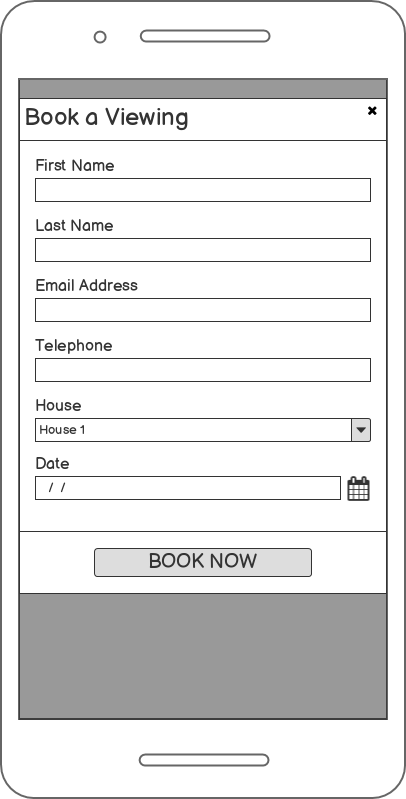 Book a Viewing
First Name
Last Name
Email Address
Telephone
House
House 1
Date
/ /
BOOK NOW